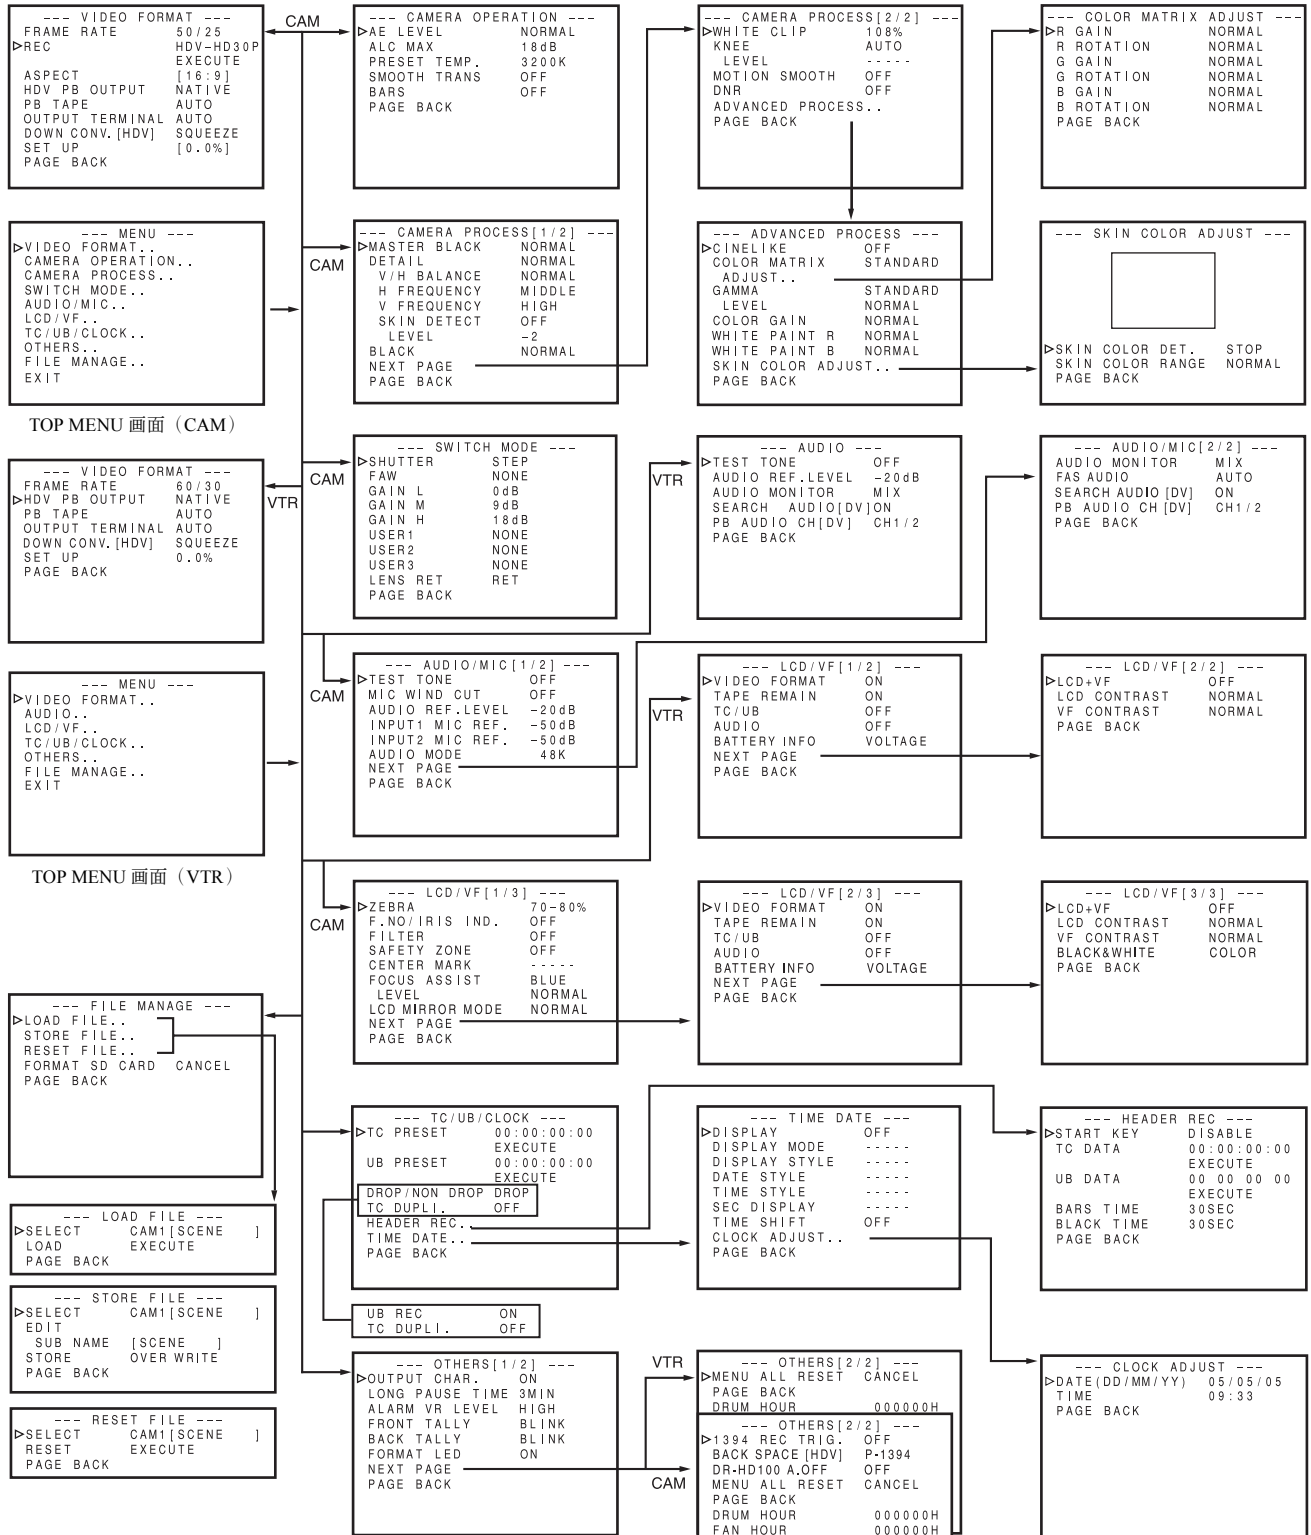 --- VIDEO FORMAT ---
FRAME RATE 50/25
▷REC HDV-HD30P
EXECUTE
ASPECT [16:9]
HDV PB OUTPUT NATIVE
PB TAPE AUTO
OUTPUT TERMINAL AUTO
DOWN CONV.[HDV] SQUEEZE
SET UP [0.0%]
PAGE BACK
CAM
--- CAMERA OPERATION ---
▷AE LEVEL NORMAL
ALC MAX 18dB
PRESET TEMP. 3200K
SMOOTH TRANS OFF
BARS OFF
PAGE BACK
--- CAMERA PROCESS[2/2] ---
▷WHITE CLIP 108%
KNEE AUTO
LEVEL -----
MOTION SMOOTH OFF
DNR OFF
ADVANCED PROCESS..
PAGE BACK
--- COLOR MATRIX ADJUST ---
▷R GAIN NORMAL
R ROTATION NORMAL
G GAIN NORMAL
G ROTATION NORMAL
B GAIN NORMAL
B ROTATION NORMAL
PAGE BACK
--- MENU ---
▷VIDEO FORMAT..
CAMERA OPERATION..
CAMERA PROCESS..
SWITCH MODE..
AUDIO/MIC..
LCD/VF..
TC/UB/CLOCK..
OTHERS..
FILE MANAGE..
EXIT
TOP MENU 画面（CAM）
CAM
--- CAMERA PROCESS[1/2] ---
▷MASTER BLACK NORMAL
DETAIL NORMAL
V/H BALANCE NORMAL
H FREQUENCY MIDDLE
V FREQUENCY HIGH
SKIN DETECT OFF
LEVEL -2
BLACK NORMAL
NEXT PAGE
PAGE BACK
--- ADVANCED PROCESS ---
▷CINELIKE OFF
COLOR MATRIX STANDARD
ADJUST..
GAMMA STANDARD
LEVEL NORMAL
COLOR GAIN NORMAL
WHITE PAINT R NORMAL
WHITE PAINT B NORMAL
SKIN COLOR ADJUST..
PAGE BACK
--- SKIN COLOR ADJUST ---
▷SKIN COLOR DET. STOP
SKIN COLOR RANGE NORMAL
PAGE BACK
--- VIDEO FORMAT ---
FRAME RATE 60/30
▷HDV PB OUTPUT NATIVE
PB TAPE AUTO
OUTPUT TERMINAL AUTO
DOWN CONV.[HDV] SQUEEZE
SET UP 0.0%
PAGE BACK
VTR
CAM
--- SWITCH MODE ---
▷SHUTTER STEP
FAW NONE
GAIN L 0dB
GAIN M 9dB
GAIN H 18dB
USER1 NONE
USER2 NONE
USER3 NONE
LENS RET RET
PAGE BACK
VTR
--- AUDIO ---
▷TEST TONE OFF
AUDIO REF.LEVEL -20dB
AUDIO MONITOR MIX
SEARCH AUDIO[DV]ON
PB AUDIO CH[DV] CH1/2
PAGE BACK
--- AUDIO/MIC[2/2] ---
AUDIO MONITOR MIX
FAS AUDIO AUTO
SEARCH AUDIO [DV] ON
PB AUDIO CH [DV] CH1/2
PAGE BACK
--- MENU ---
▷VIDEO FORMAT..
AUDIO..
LCD/VF..
TC/UB/CLOCK..
OTHERS..
FILE MANAGE..
EXIT
TOP MENU 画面（VTR）
CAM
--- AUDIO/MIC[1/2] ---
▷TEST TONE OFF
MIC WIND CUT OFF
AUDIO REF.LEVEL -20dB
INPUT1 MIC REF. -50dB
INPUT2 MIC REF. -50dB
AUDIO MODE 48K
NEXT PAGE
PAGE BACK
VTR
--- LCD/VF[1/2] ---
▷VIDEO FORMAT ON
TAPE REMAIN ON
TC/UB OFF
AUDIO OFF
BATTERY INFO VOLTAGE
NEXT PAGE
PAGE BACK
--- LCD/VF[2/2] ---
▷LCD+VF OFF
LCD CONTRAST NORMAL
VF CONTRAST NORMAL
PAGE BACK
CAM
--- LCD/VF[1/3] ---
▷ZEBRA 70-80%
F.NO/IRIS IND. OFF
FILTER OFF
SAFETY ZONE OFF
CENTER MARK -----
FOCUS ASSIST BLUE
LEVEL NORMAL
LCD MIRROR MODE NORMAL
NEXT PAGE
PAGE BACK
--- LCD/VF[2/3] ---
▷VIDEO FORMAT ON
TAPE REMAIN ON
TC/UB OFF
AUDIO OFF
BATTERY INFO VOLTAGE
NEXT PAGE
PAGE BACK
--- LCD/VF[3/3] ---
▷LCD+VF OFF
LCD CONTRAST NORMAL
VF CONTRAST NORMAL
BLACK&WHITE COLOR
PAGE BACK
--- FILE MANAGE ---
▷LOAD FILE..
STORE FILE..
RESET FILE..
FORMAT SD CARD CANCEL
PAGE BACK
--- TC/UB/CLOCK ---
▷TC PRESET 00:00:00:00
EXECUTE
UB PRESET 00:00:00:00
EXECUTE
DROP/NON DROP DROP
TC DUPLI. OFF
HEADER REC..
TIME DATE..
PAGE BACK
--- TIME DATE ---
▷DISPLAY OFF
DISPLAY MODE -----
DISPLAY STYLE -----
DATE STYLE -----
TIME STYLE -----
SEC DISPLAY -----
TIME SHIFT OFF
CLOCK ADJUST..
PAGE BACK
--- HEADER REC ---
▷START KEY DISABLE
TC DATA 00:00:00:00
EXECUTE
UB DATA 00 00 00 00
EXECUTE
BARS TIME 30SEC
BLACK TIME 30SEC
PAGE BACK
--- LOAD FILE ---
▷SELECT CAM1[SCENE ]
LOAD EXECUTE
PAGE BACK
--- STORE FILE ---
▷SELECT CAM1[SCENE ]
EDIT
SUB NAME [SCENE ]
STORE OVER WRITE
PAGE BACK
--- RESET FILE ---
▷SELECT CAM1[SCENE ]
RESET EXECUTE
PAGE BACK
UB REC ON
TC DUPLI. OFF
--- OTHERS[1/2] ---
▷OUTPUT CHAR. ON
LONG PAUSE TIME 3MIN
ALARM VR LEVEL HIGH
FRONT TALLY BLINK
BACK TALLY BLINK
FORMAT LED ON
NEXT PAGE
PAGE BACK
VTR
--- OTHERS[2/2] ---
▷MENU ALL RESET CANCEL
PAGE BACK
DRUM HOUR 000000H
CAM
--- OTHERS[2/2] ---
▷1394 REC TRIG. OFF
BACK SPACE [HDV] P-1394
DR-HD100 A.OFF OFF
MENU ALL RESET CANCEL
PAGE BACK
DRUM HOUR 000000H
FAN HOUR 000000H
--- CLOCK ADJUST ---
▷DATE(DD/MM/YY) 05/05/05
TIME 09:33
PAGE BACK